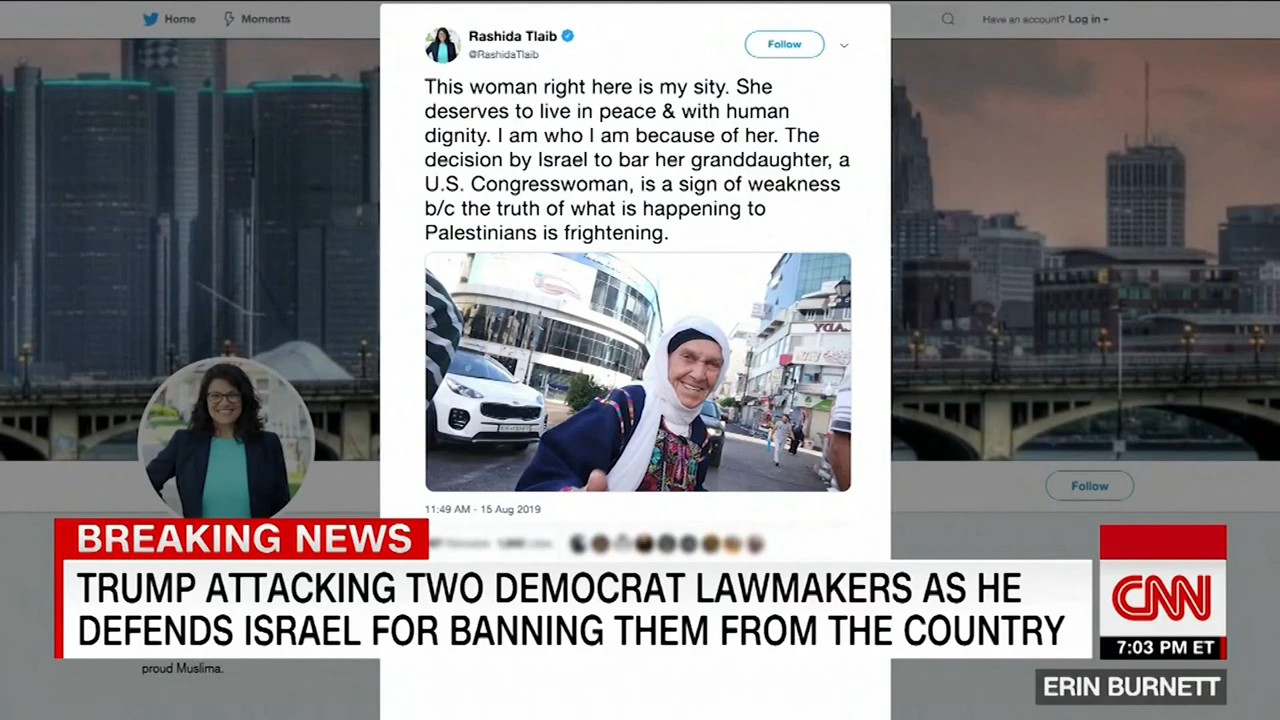 Home
Moments
Have an account? Log in
Rashida Tlaib
@RashidaTlaib
Follow
This woman right here is my sity. She
deserves to live in peace & with human
dignity. I am who I am because of her. The
decision by Israel to bar her granddaughter, a
U.S. Congresswoman, is a sign of weakness
b/c the truth of what is happening to
Palestinians is frightening.
11:49 AM - 15 Aug 2019
Follow
BREAKING NEWS
TRUMP ATTACKING TWO DEMOCRAT LAWMAKERS AS HE
DEFENDS ISRAEL FOR BANNING THEM FROM THE COUNTRY
CNN
7:03 PM ET
proud Muslima.
ERIN BURNETT